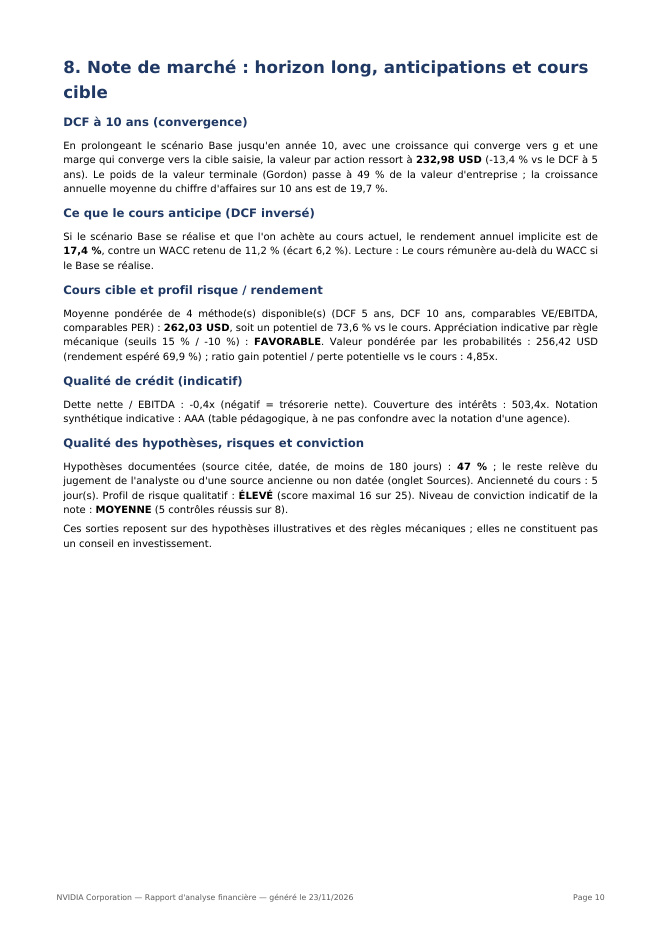 8. Note de marché : horizon long, anticipations et cours
cible
DCF à 10 ans (convergence)
En prolongeant le scénario Base jusqu'en année 10, avec une croissance qui converge vers g et une
marge qui converge vers la cible saisie, la valeur par action ressort à 232,98 USD (-13,4 % vs le DCF à 5
ans). Le poids de la valeur terminale (Gordon) passe à 49 % de la valeur d'entreprise ; la croissance
annuelle moyenne du chiffre d'affaires sur 10 ans est de 19,7 %.
Ce que le cours anticipe (DCF inversé)
Si le scénario Base se réalise et que l'on achète au cours actuel, le rendement annuel implicite est de
17,4 %, contre un WACC retenu de 11,2 % (écart 6,2 %). Lecture : Le cours rémunère au-delà du WACC si
le Base se réalise.
Cours cible et profil risque / rendement
Moyenne pondérée de 4 méthode(s) disponible(s) (DCF 5 ans, DCF 10 ans, comparables VE/EBITDA,
comparables PER) : 262,03 USD, soit un potentiel de 73,6 % vs le cours. Appréciation indicative par règle
mécanique (seuils 15 % / -10 %) : FAVORABLE. Valeur pondérée par les probabilités : 256,42 USD
(rendement espéré 69,9 %) ; ratio gain potentiel / perte potentielle vs le cours : 4,85x.
Qualité de crédit (indicatif)
Dette nette / EBITDA : -0,4x (négatif = trésorerie nette). Couverture des intérêts : 503,4x. Notation
synthétique indicative : AAA (table pédagogique, à ne pas confondre avec la notation d'une agence).
Qualité des hypothèses, risques et conviction
Hypothèses documentées (source citée, datée, de moins de 180 jours) : 47 % ; le reste relève du
jugement de l'analyste ou d'une source ancienne ou non datée (onglet Sources). Ancienneté du cours : 5
jour(s). Profil de risque qualitatif : ÉLEVÉ (score maximal 16 sur 25). Niveau de conviction indicatif de la
note : MOYENNE (5 contrôles réussis sur 8).
Ces sorties reposent sur des hypothèses illustratives et des règles mécaniques ; elles ne constituent pas
un conseil en investissement.
NVIDIA Corporation — Rapport d'analyse financière — généré le 23/11/2026
Page 10